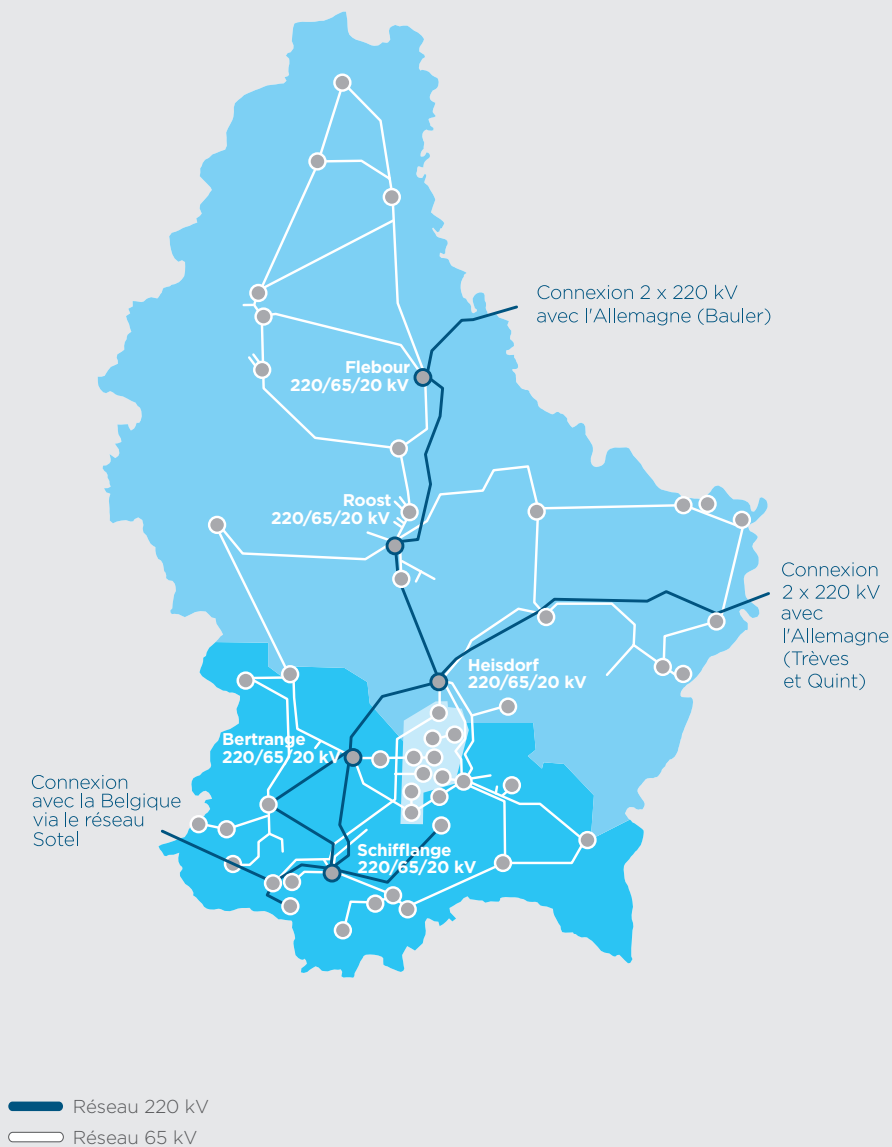 Connexion 2 x 220 kV
avec l'Allemagne (Bauler)
Flebour
220/65/20 kV
Roost
220/65/20 kV
Connexion
2 x 220 kV
avec
l'Allemagne
(Trèves
et Quint)
Heisdorf
220/65/20 kV
Bertrange
220/65/20 kV
Connexion
avec la Belgique
via le réseau
Sotel
Schifflange
220/65/20 kV
Réseau 220 kV
Réseau 65 kV